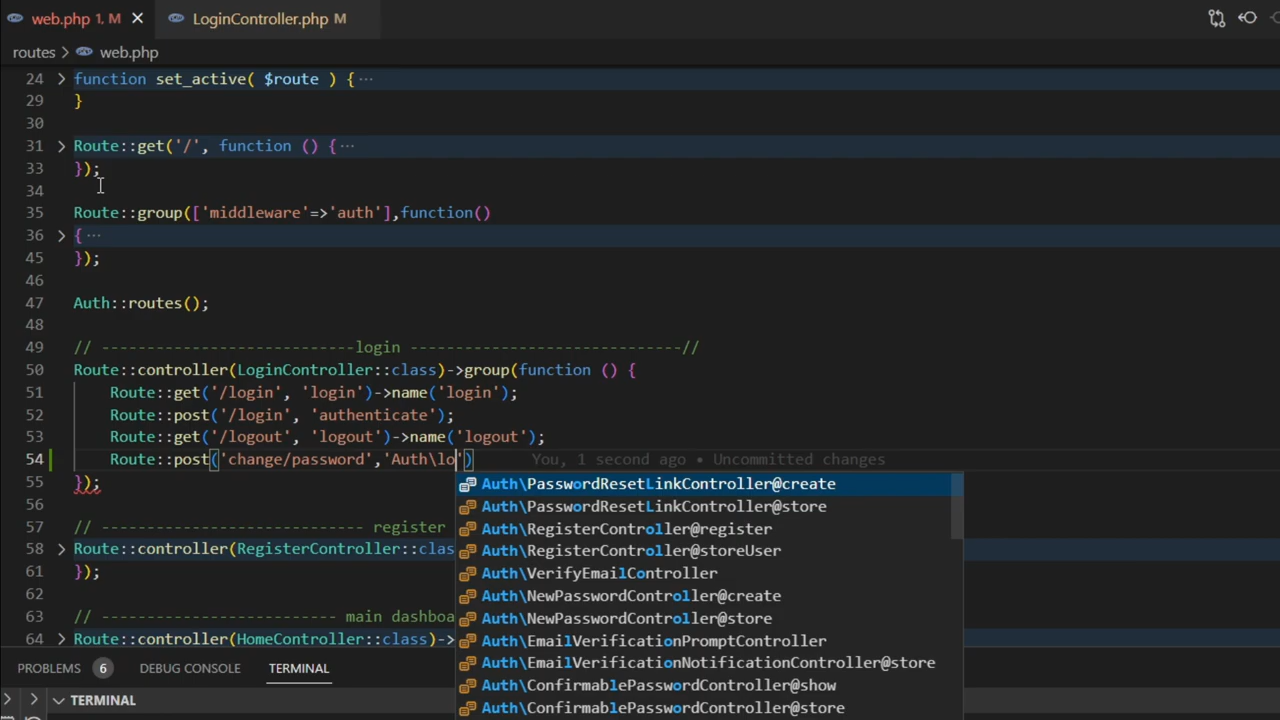 web.php 1, M
LoginController.php M
routes > web.php
24 function set_active( $route ) { ···
29 }
30
31 Route::get('/', function () { ···
33 });
34
35 Route::group(['middleware'=>'auth'],function()
36 { ···
45 });
46
47 Auth::routes();
48
49 // ----------------------------login ------------------------------//
50 Route::controller(LoginController::class)->group(function () {
51 Route::get('/login', 'login')->name('login');
52 Route::post('/login', 'authenticate');
53 Route::get('/logout', 'logout')->name('logout');
54 Route::post('change/password','Auth\lo') You, 1 second ago • Uncommitted changes
55 });
Auth\PasswordResetLinkController@create
56
Auth\PasswordResetLinkController@store
57 // ------------------------------ register
Auth\RegisterController@register
58 Route::controller(RegisterController::clas
Auth\RegisterController@storeUser
61 });
Auth\VerifyEmailController
62
Auth\NewPasswordController@create
63 // -------------------------- main dashboa
Auth\NewPasswordController@store
64 Route::controller(HomeController::class)->
Auth\EmailVerificationPromptController
Auth\EmailVerificationNotificationController@store
PROBLEMS 6 DEBUG CONSOLE TERMINAL
Auth\ConfirmablePasswordController@show
TERMINAL
Auth\ConfirmablePasswordController@store